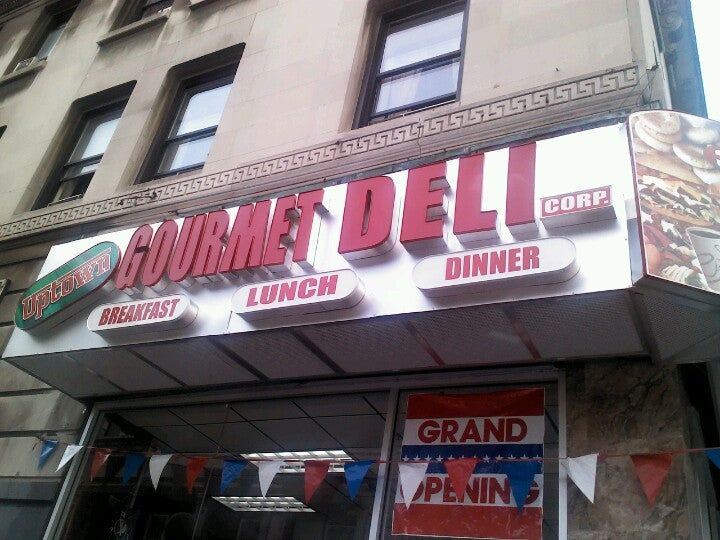 uptown GOURMET DELI CORP.
BREAKFAST LUNCH DINNER
GRAND
OPENING